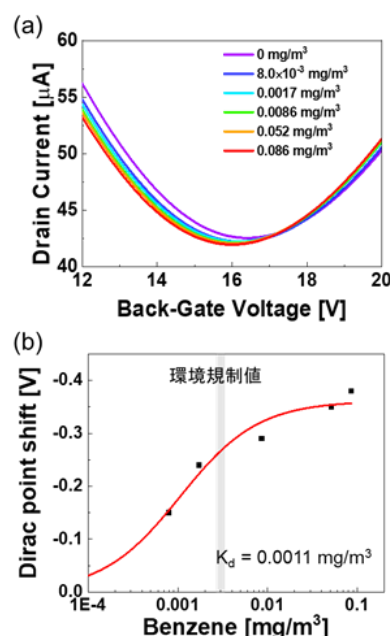 (a)
60
55
50
45
40
Drain Current [μA]
0 mg/m³
8.0×10⁻³ mg/m³
0.0017 mg/m³
0.0086 mg/m³
0.052 mg/m³
0.086 mg/m³
12 14 16 18 20
Back-Gate Voltage [V]
(b)
-0.4
-0.3
-0.2
-0.1
0.0
Dirac point shift [V]
環境規制値
K_d = 0.0011 mg/m³
1E-4 0.001 0.01 0.1
Benzene [mg/m³]